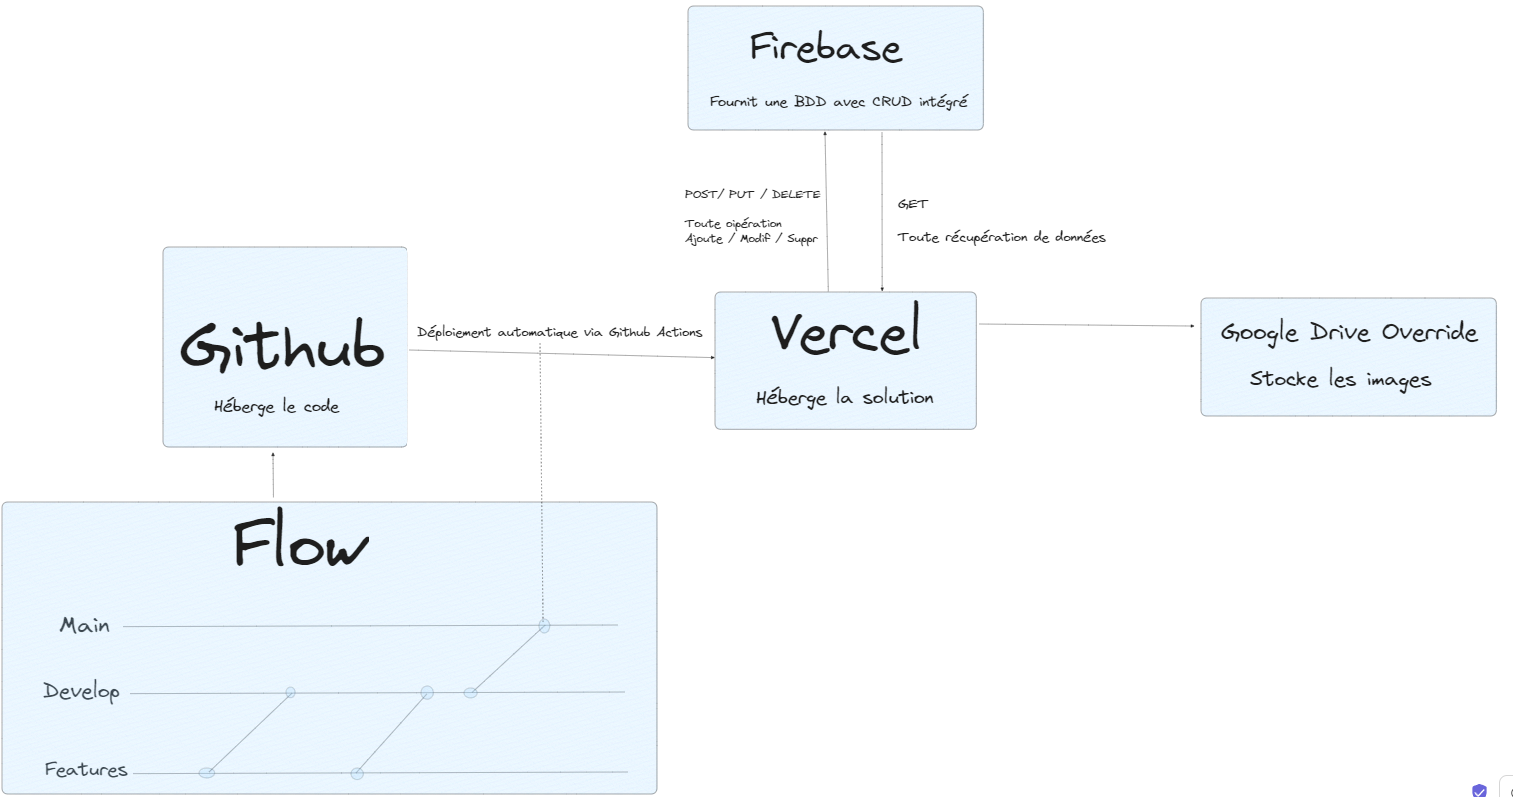 Firebase
Fournit une BDD avec CRUD intégré
POST/ PUT / DELETE
Toute oipération
Ajoute / Modif / Suppr
GET
Toute récupération de données
Github
Héberge le code
Déploiement automatique via Github Actions
Vercel
Héberge la solution
Google Drive Override
Stocke les images
Flow
Main
Develop
Features